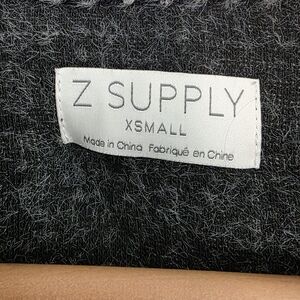 Z SUPPLY
XSMALL
Made in China Fabriqué en Chine